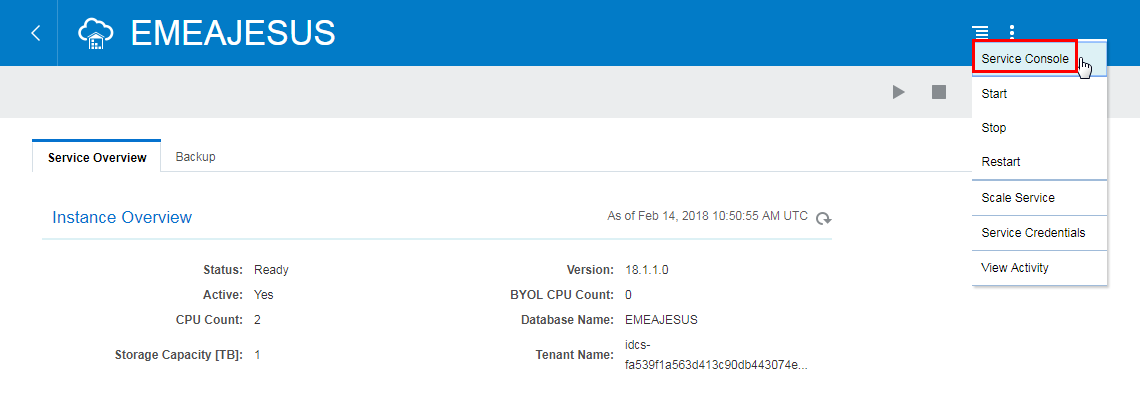 EMEAJESUS
Service Console
Start
Stop
Restart
Scale Service
Service Credentials
View Activity
Service Overview
Backup
Instance Overview
As of Feb 14, 2018 10:50:55 AM UTC
Status: Ready
Active: Yes
CPU Count: 2
Storage Capacity [TB]: 1
Version: 18.1.1.0
BYOL CPU Count: 0
Database Name: EMEAJESUS
Tenant Name: idcs-
fa539f1a563d413c90db443074e...